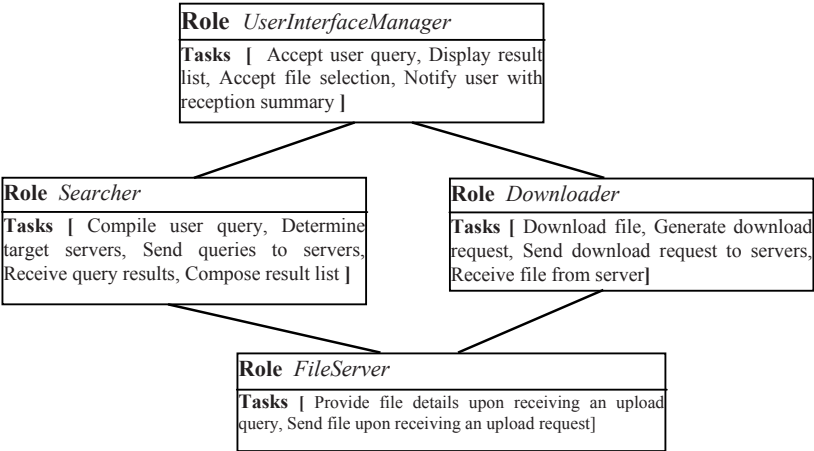 Role UserInterfaceManager
Tasks [ Accept user query, Display result
list, Accept file selection, Notify user with
reception summary ]
Role Searcher
Tasks [ Compile user query, Determine
target servers, Send queries to servers,
Receive query results, Compose result list ]
Role Downloader
Tasks [ Download file, Generate download
request, Send download request to servers,
Receive file from server]
Role FileServer
Tasks [ Provide file details upon receiving an upload
query, Send file upon receiving an upload request]